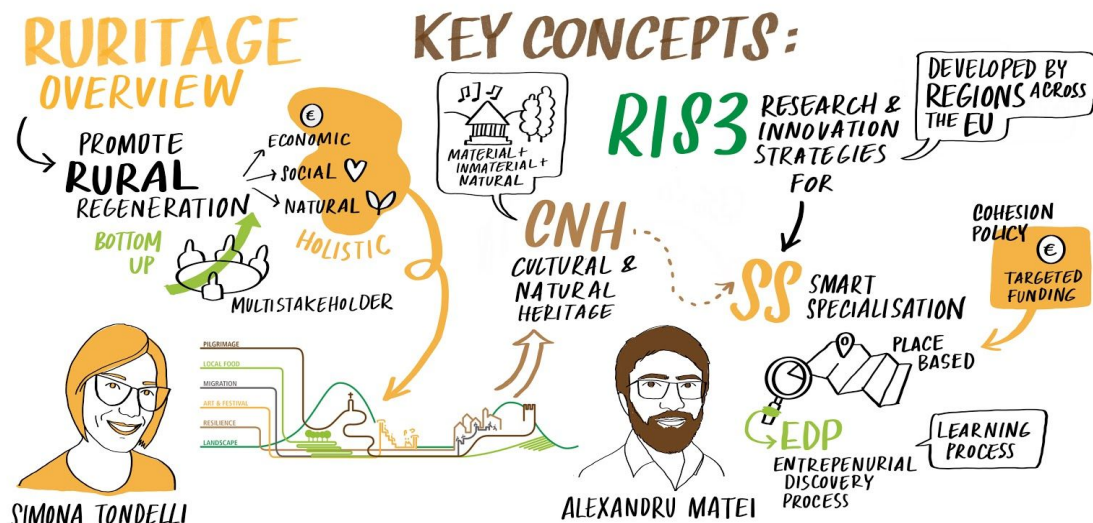 RURITAGE
OVERVIEW
PROMOTE
RURAL
REGENERATION
BOTTOM
UP
MULTISTAKEHOLDER
€
ECONOMIC
SOCIAL
NATURAL
HOLISTIC
SIMONA TONDELLI
PILGRIMAGE
LOCAL FOOD
MIGRATION
ART & FESTIVAL
RESILIENCE
LANDSCAPE
KEY CONCEPTS:
MATERIAL+
INMATERIAL+
NATURAL
CNH
CULTURAL &
NATURAL
HERITAGE
RIS3
RESEARCH &
INNOVATION
STRATEGIES
FOR
DEVELOPED BY
REGIONS ACROSS
THE EU
SS
SMART
SPECIALISATION
COHESION
POLICY
€
TARGETED
FUNDING
PLACE
BASED
EDP
ENTREPENURIAL
DISCOVERY
PROCESS
LEARNING
PROCESS
ALEXANDRU MATEI